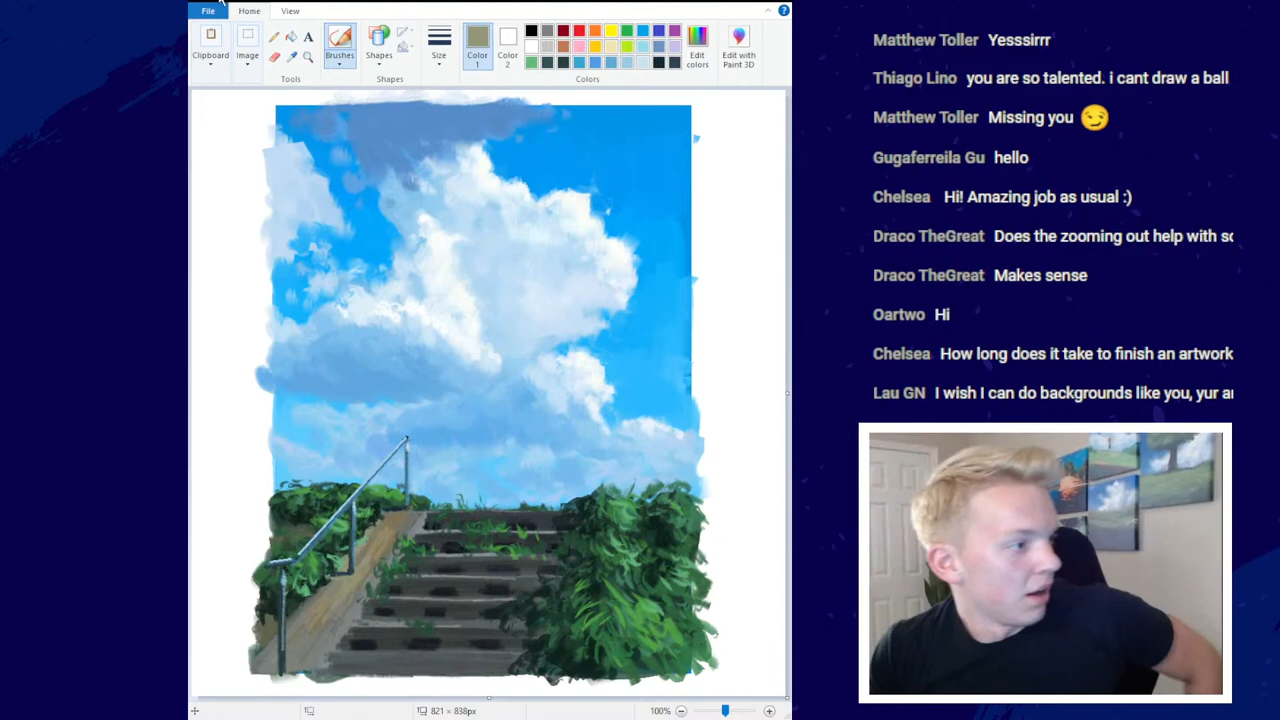 File Home View
Clipboard
Image
Tools
Brushes
Shapes
Shapes
Size
Color
1
Color
2
Edit
colors
Colors
Edit with
Paint 3D
821 × 838px
100%
Matthew Toller Yesssirrr
Thiago Lino you are so talented. i cant draw a ball
Matthew Toller Missing you 😏
Gugaferreila Gu hello
Chelsea Hi! Amazing job as usual :)
Draco TheGreat Does the zooming out help with
Draco TheGreat Makes sense
Oartwo Hi
Chelsea How long does it take to finish an artwork
Lau GN I wish I can do backgrounds like you, yur